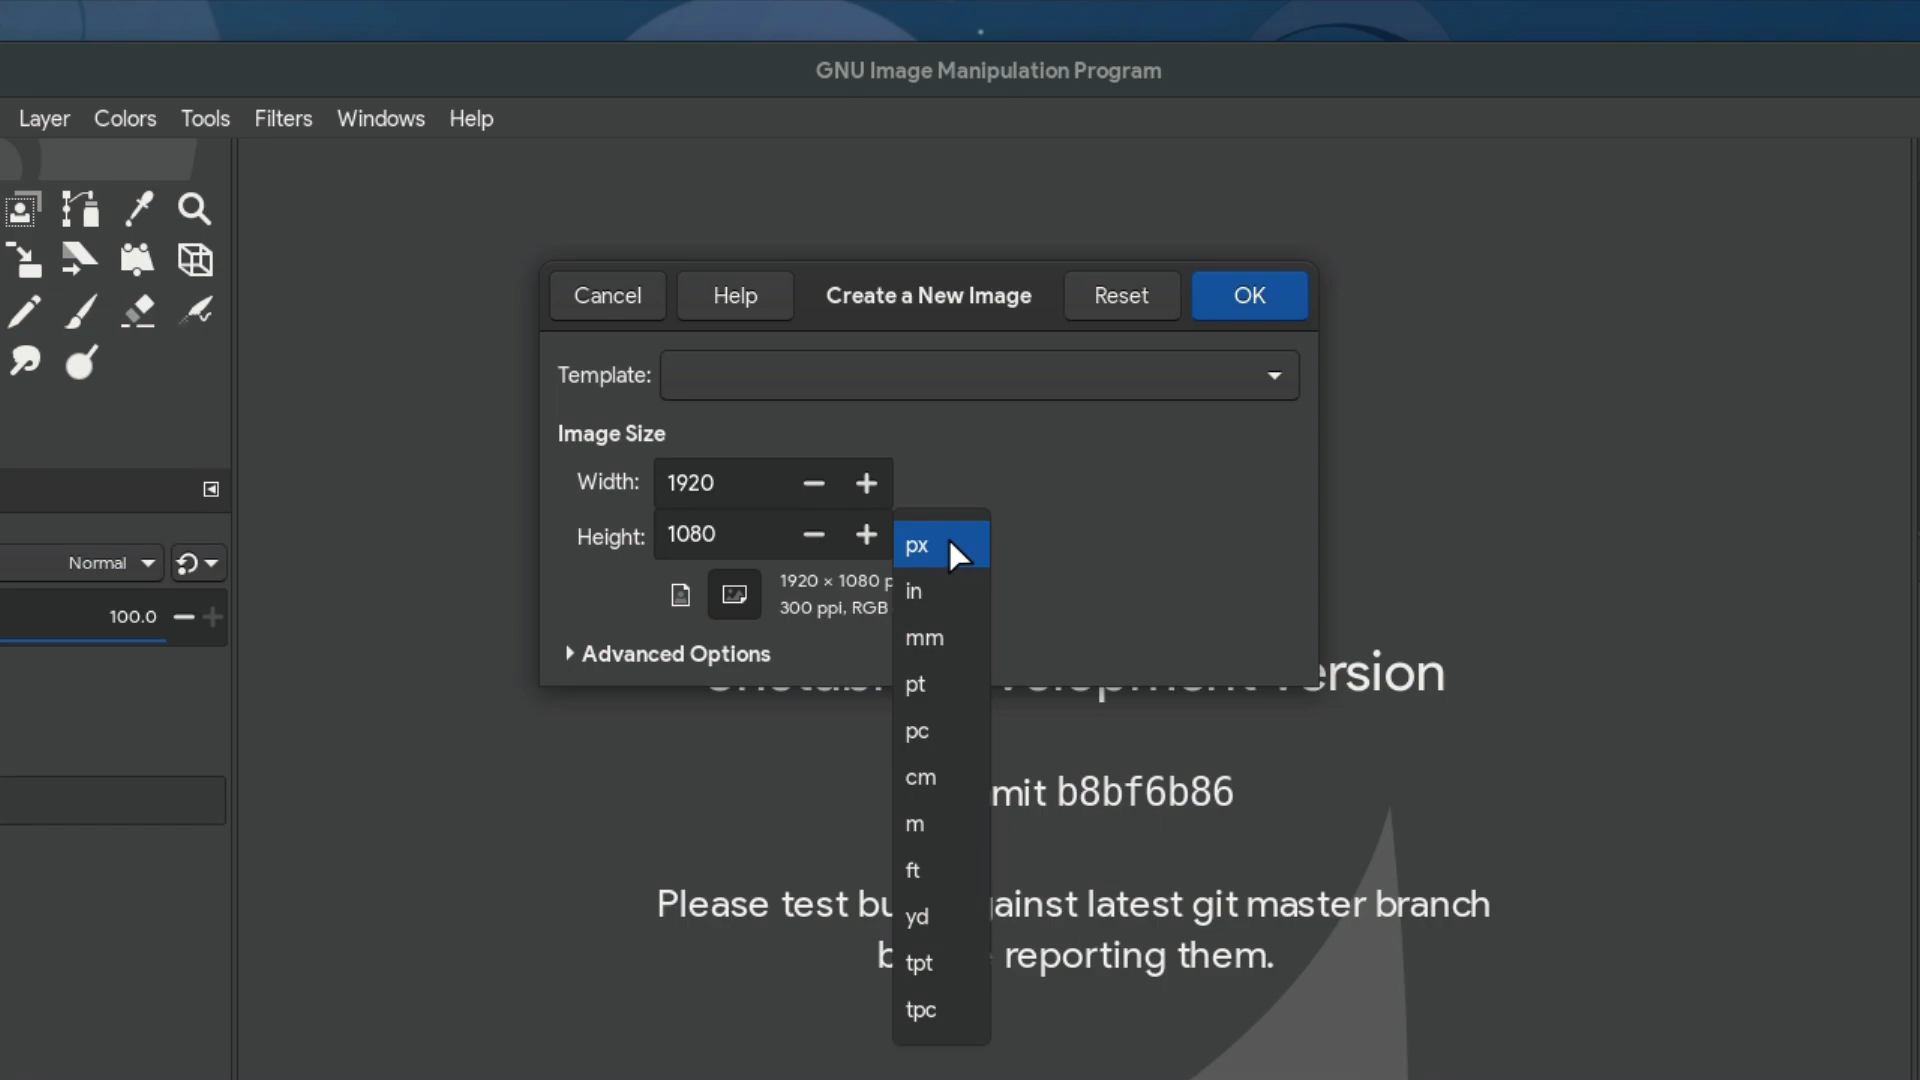 GNU Image Manipulation Program
Layer Colors Tools Filters Windows Help
Cancel Help Create a New Image Reset OK
Template:
Image Size
Width: 1920
Height: 1080
px
in
mm
pt
pc
cm
m
ft
yd
tpt
tpc
1920 × 1080 p
300 ppi, RGB
Advanced Options
Normal
100.0
ersion
mit b8bf6b86
Please test bu ainst latest git master branch
b reporting them.